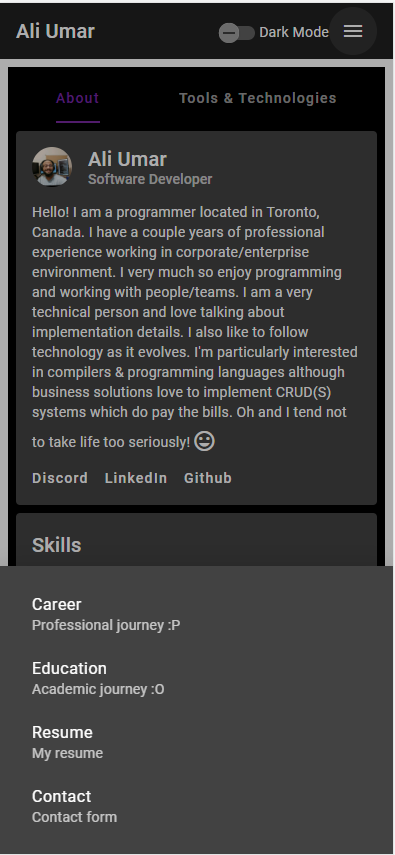 Ali Umar
Dark Mode
About
Tools & Technologies
Ali Umar
Software Developer
Hello! I am a programmer located in Toronto,
Canada. I have a couple years of professional
experience working in corporate/enterprise
environment. I very much so enjoy programming
and working with people/teams. I am a very
technical person and love talking about
implementation details. I also like to follow
technology as it evolves. I'm particularly interested
in compilers & programming languages although
business solutions love to implement CRUD(S)
systems which do pay the bills. Oh and I tend not
to take life too seriously!
Discord LinkedIn Github
Skills
Career
Professional journey :P
Education
Academic journey :O
Resume
My resume
Contact
Contact form